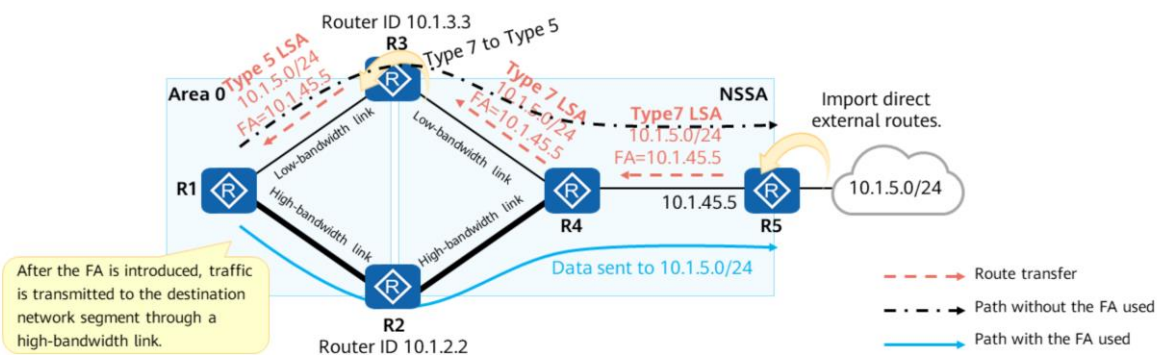 Router ID 10.1.3.3
R3
Type 7 to Type 5
Area 0
Type 5 LSA
10.1.5.0/24
FA=10.1.45.5
Type 7 LSA
10.1.5.0/24
FA=10.1.45.5
NSSA
Type7 LSA
10.1.5.0/24
FA=10.1.45.5
Import direct
external routes.
Low-bandwidth link
Low-bandwidth link
R
R
R
R
R
R1
R4
10.1.45.5
R5
10.1.5.0/24
High-bandwidth link
High-bandwidth link
Data sent to 10.1.5.0/24
After the FA is introduced, traffic
is transmitted to the destination
network segment through a
high-bandwidth link.
R2
Router ID 10.1.2.2
Route transfer
Path without the FA used
Path with the FA used